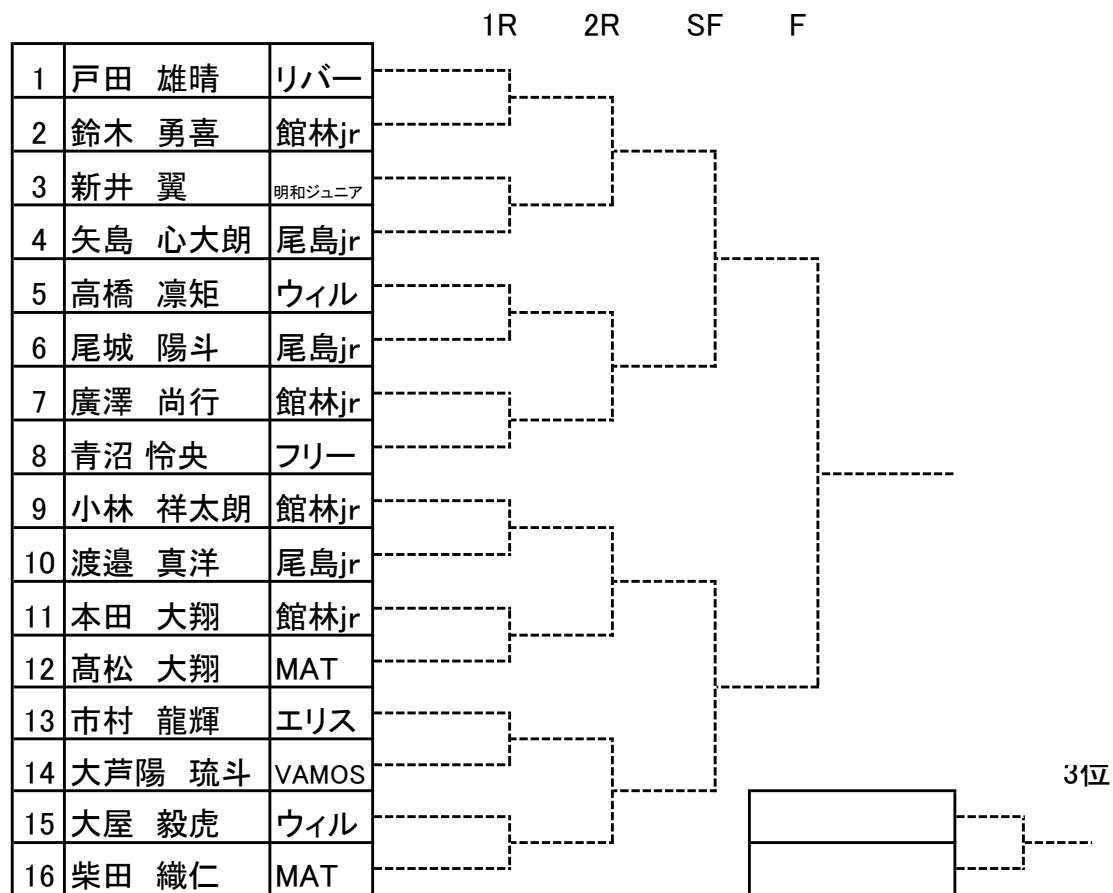 1R 2R SF F
1 戸田 雄晴 リバー
2 鈴木 勇喜 館林jr
3 新井 翼 明和ジュニア
4 矢島 心大朗 尾島jr
5 高橋 凛矩 ウィル
6 尾城 陽斗 尾島jr
7 廣澤 尚行 館林jr
8 青沼 怜央 フリー
9 小林 祥太朗 館林jr
10 渡邉 真洋 尾島jr
11 本田 大翔 館林jr
12 髙松 大翔 MAT
13 市村 龍輝 エリス
14 大芦陽 琉斗 VAMOS
3位
15 大屋 毅虎 ウィル
16 柴田 織仁 MAT